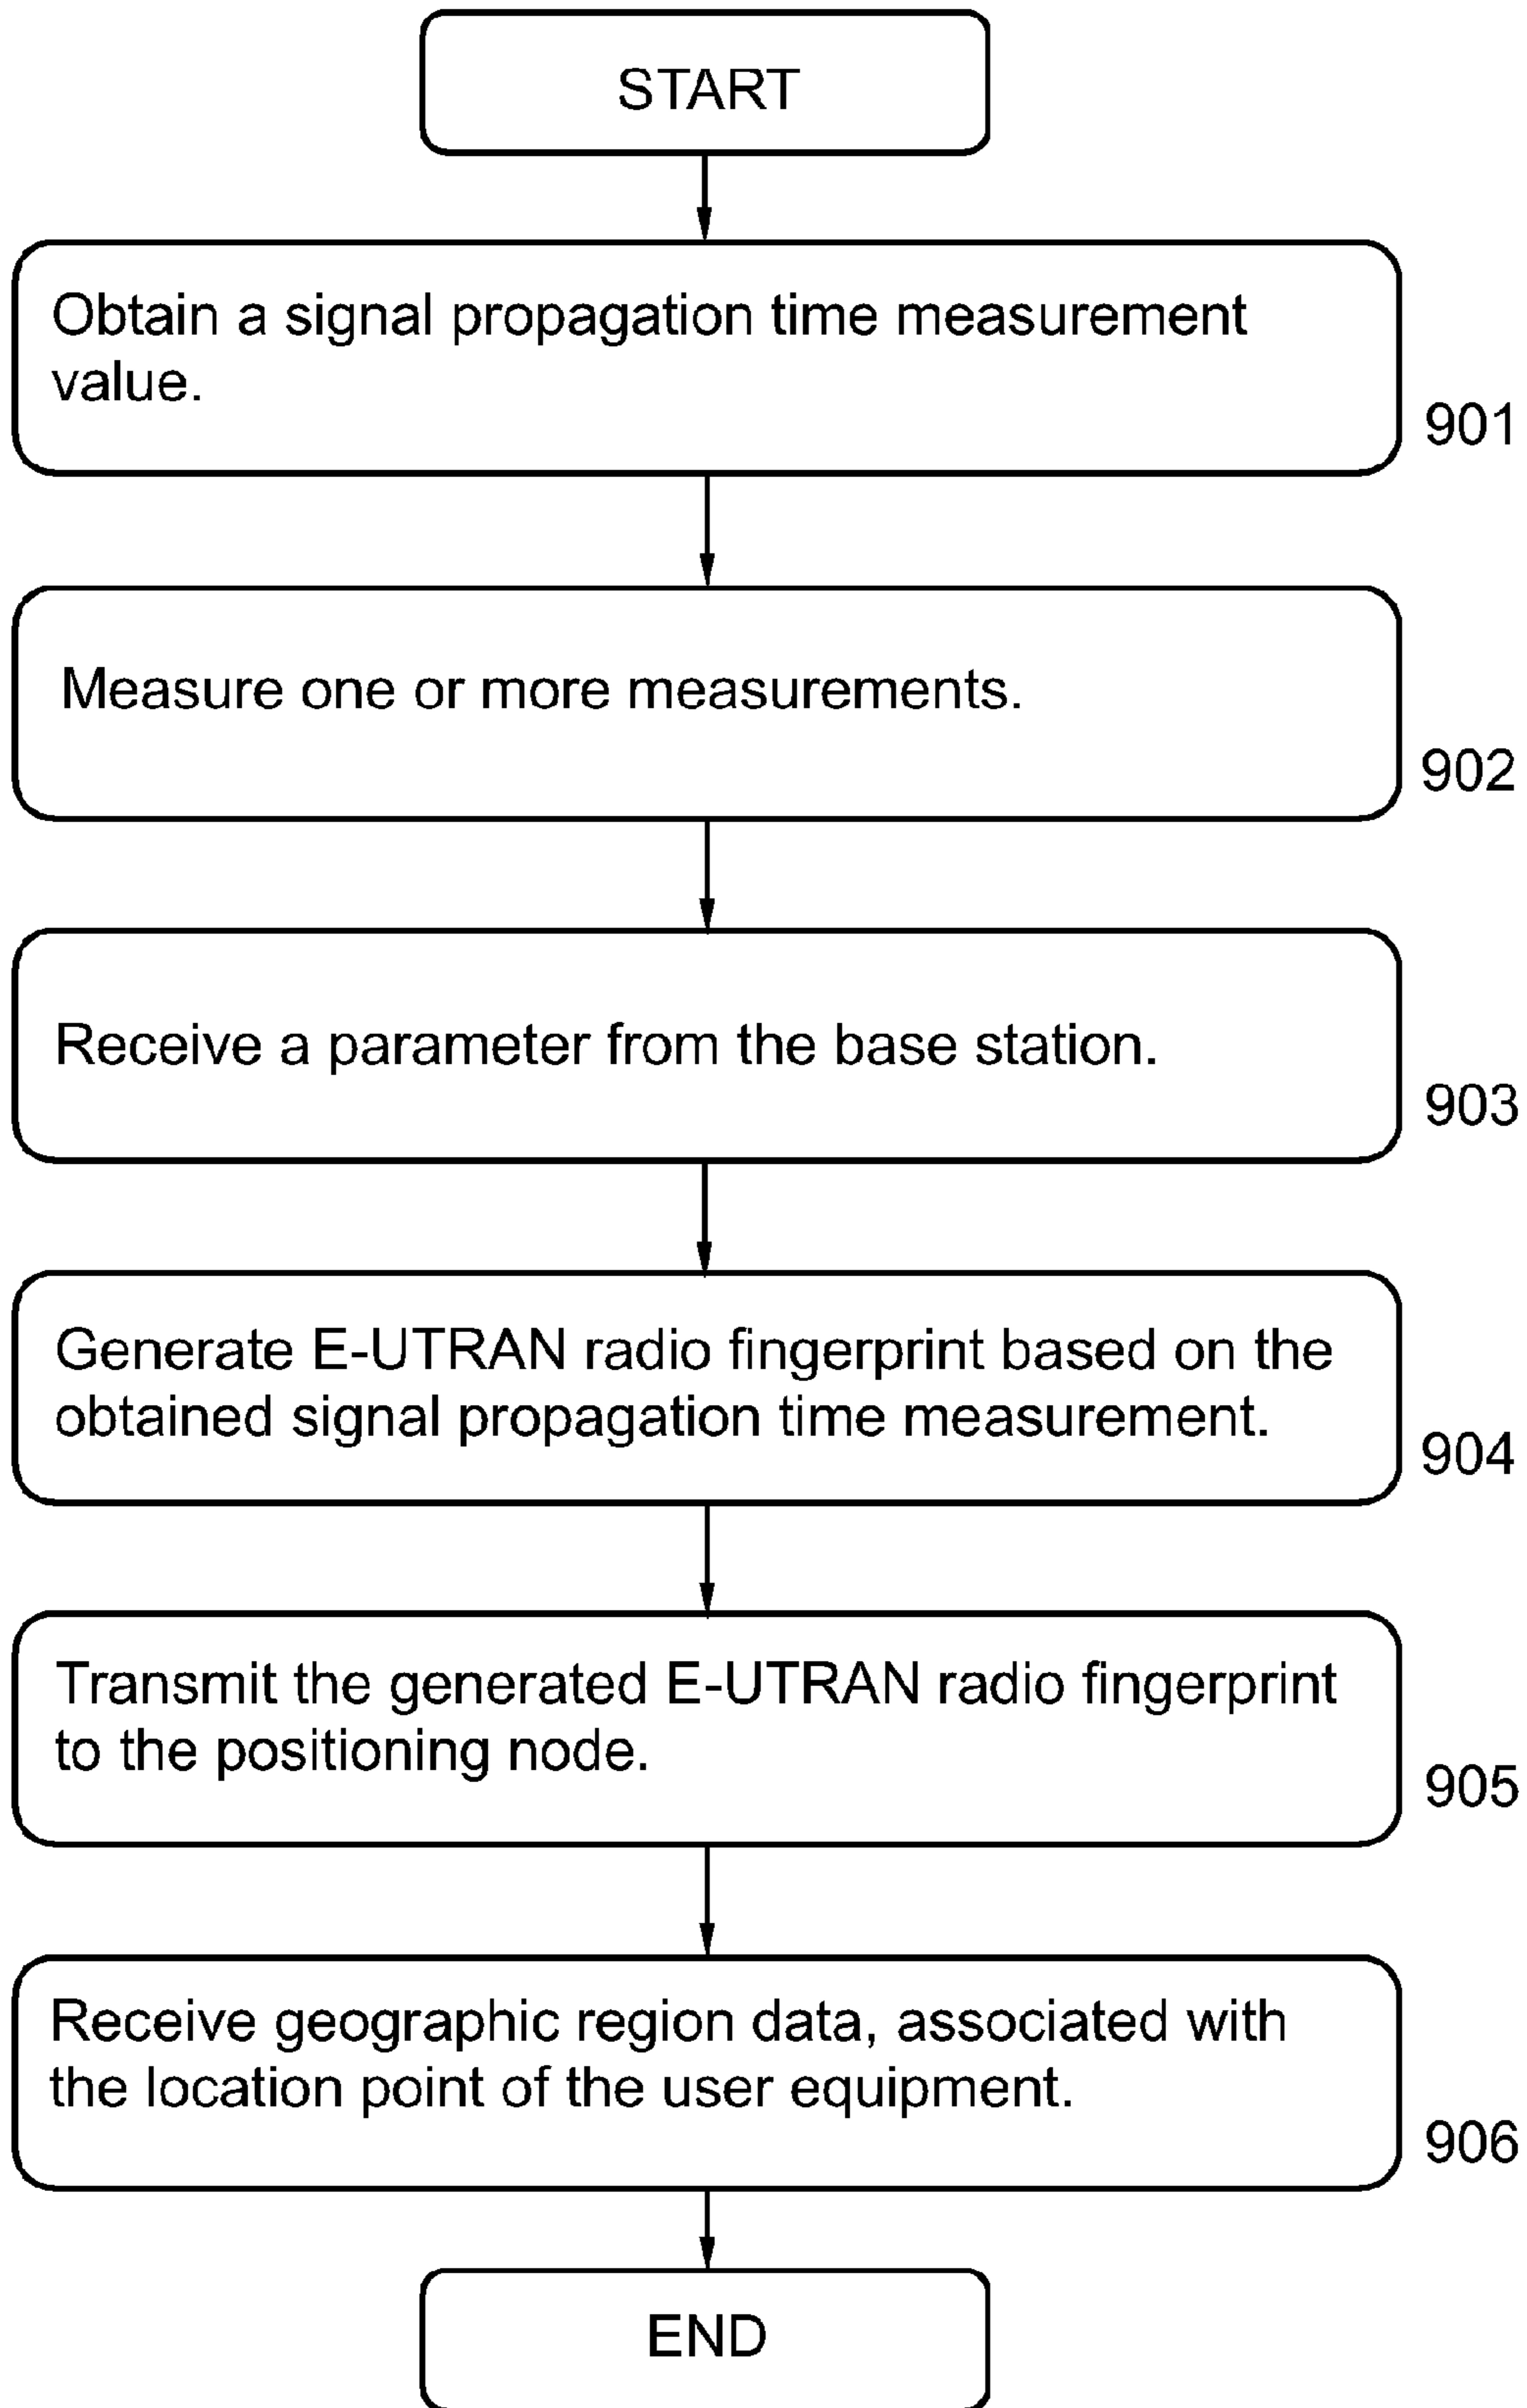 START
Obtain a signal propagation time measurement
value.
901
Measure one or more measurements.
902
Receive a parameter from the base station.
903
Generate E-UTRAN radio fingerprint based on the
obtained signal propagation time measurement.
904
Transmit the generated E-UTRAN radio fingerprint
to the positioning node.
905
Receive geographic region data, associated with
the location point of the user equipment.
906
END